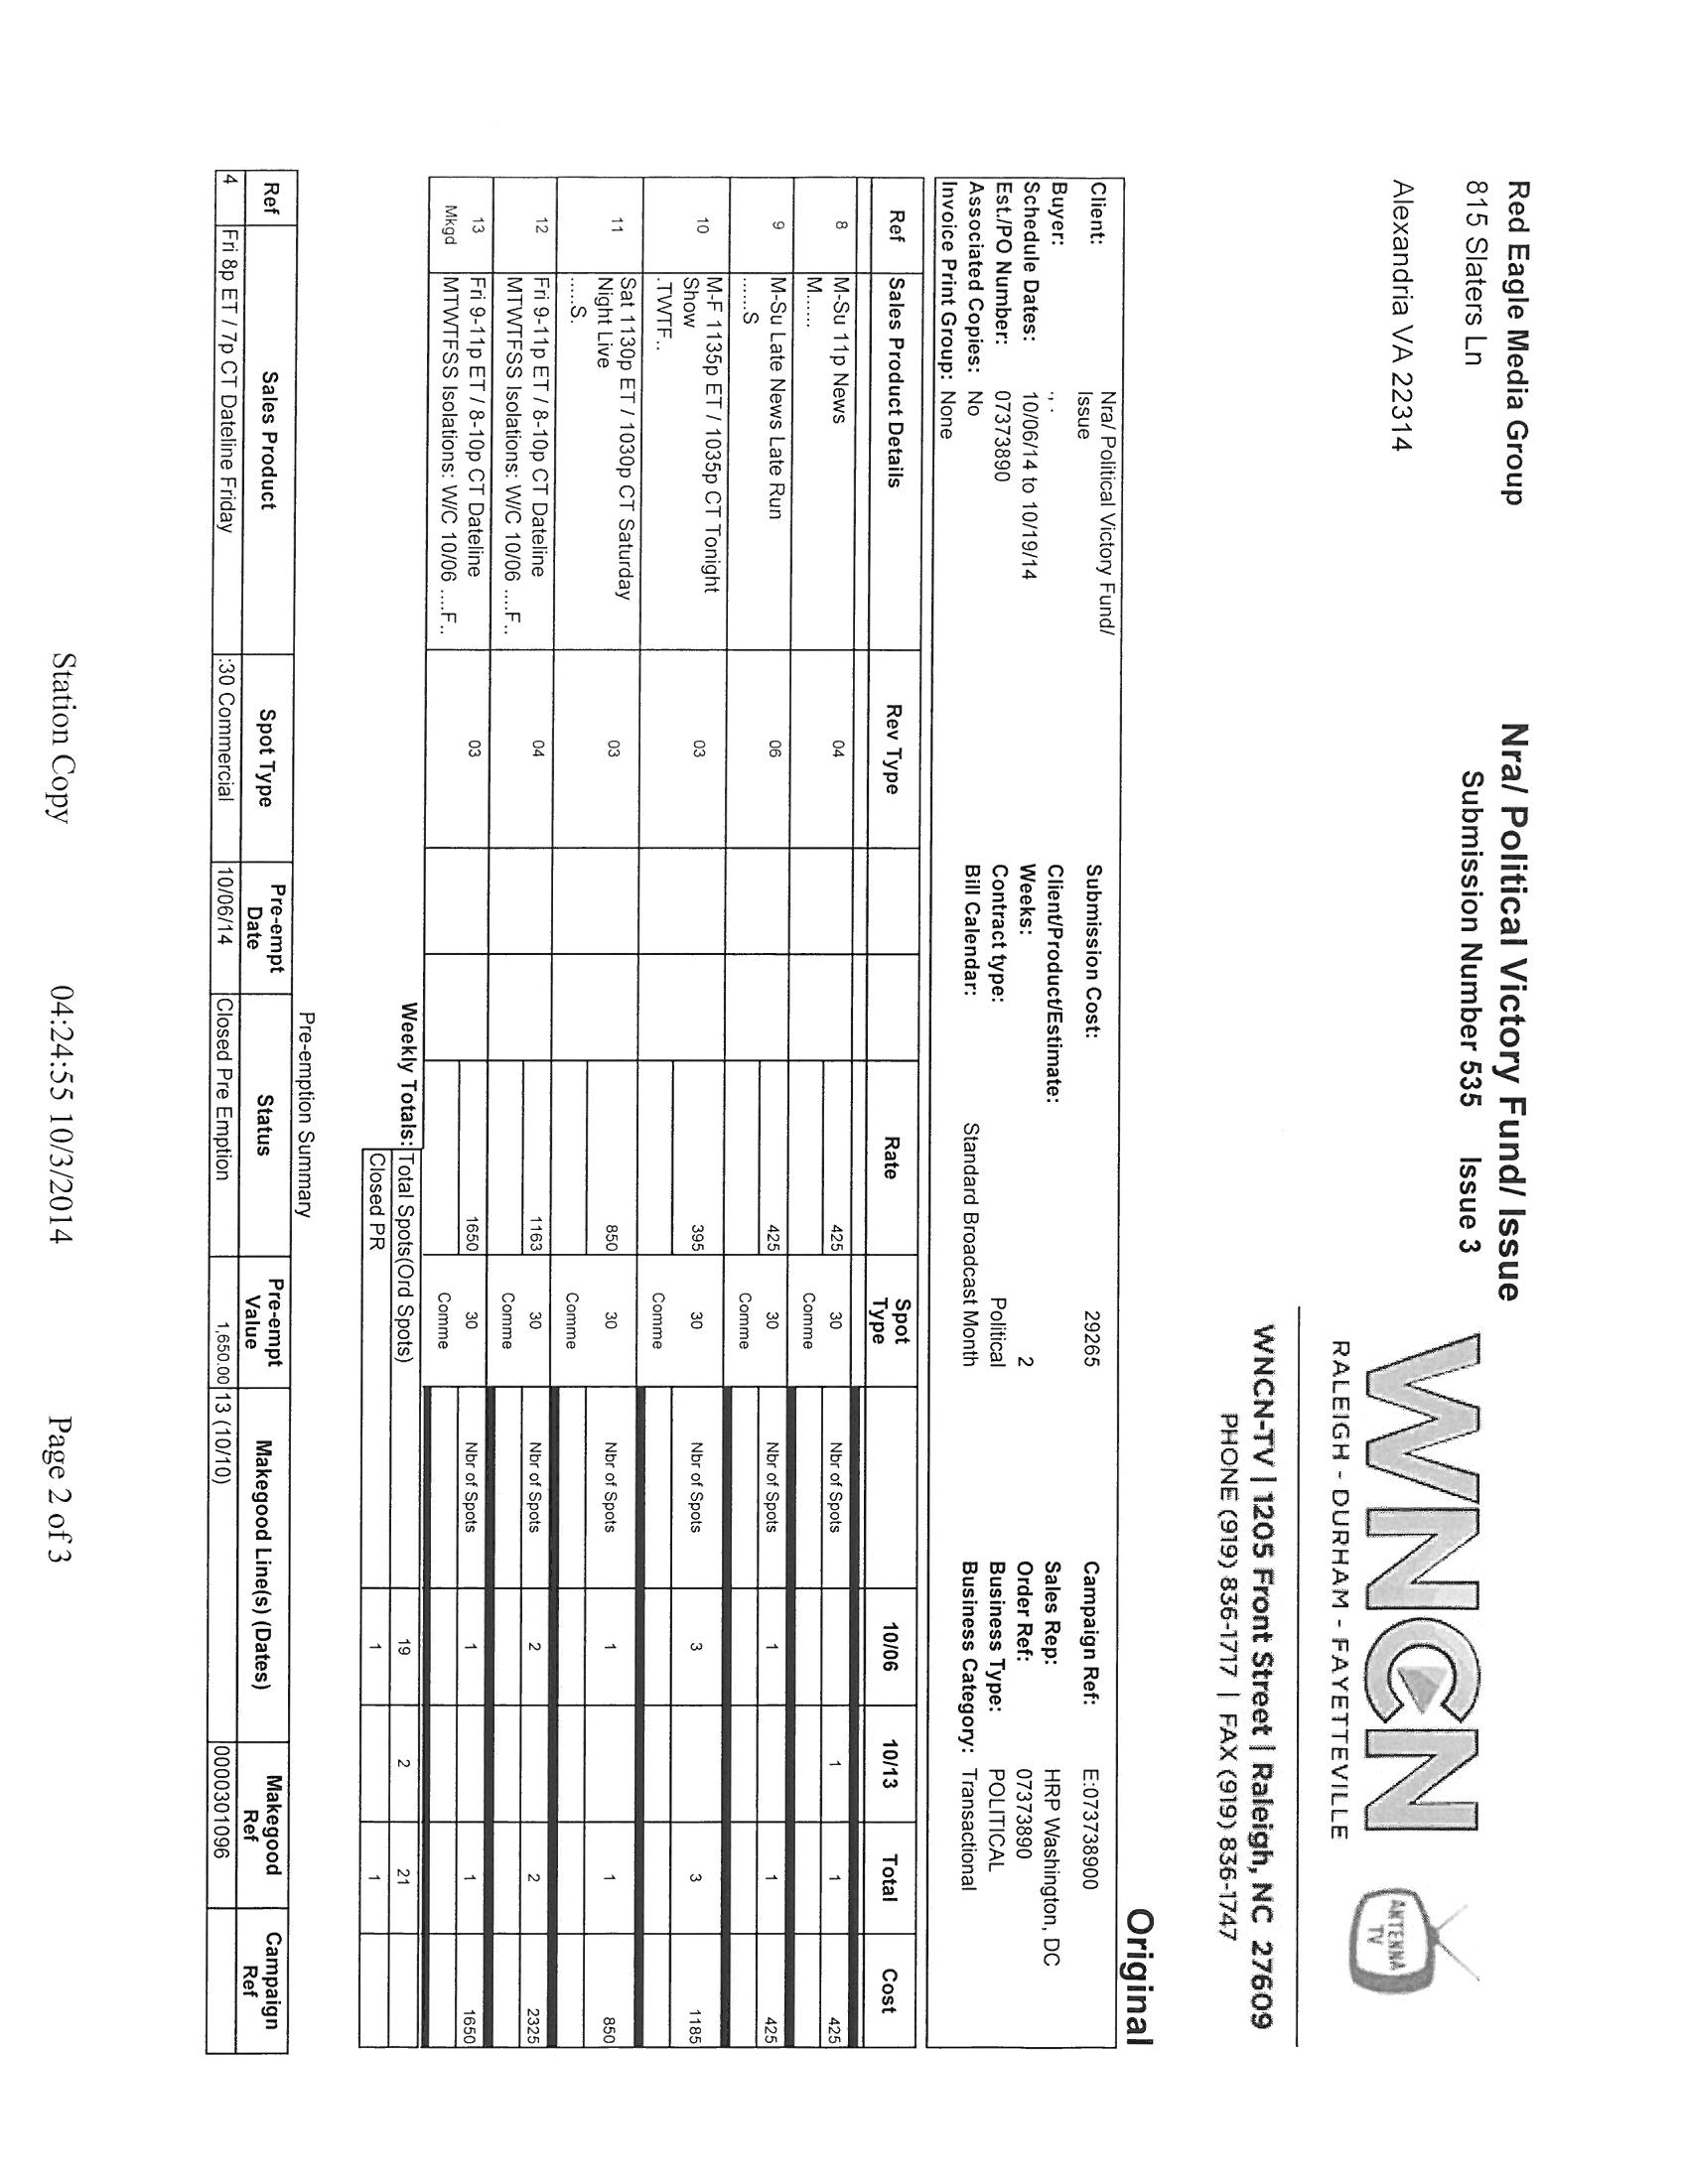 Red Eagle Media Group
815 Slaters Ln
Alexandria VA 22314
Nra/ Political Victory Fund/ Issue
Submission Number 535 Issue 3
WNCN
ANTENNA TV
RALEIGH - DURHAM - FAYETTEVILLE
WNCN-TV | 1205 Front Street | Raleigh, NC 27609
PHONE (919) 836-1717 | FAX (919) 836-1747
Original
Client: Nra/ Political Victory Fund/ Issue Submission Cost: 29265 Campaign Ref: E:073738900
Buyer: ., . Client/Product/Estimate: Sales Rep: HRP Washington, DC
Schedule Dates: 10/06/14 to 10/19/14 Weeks: 2 Order Ref: 07373890
Est./PO Number: 07373890 Contract type: Political Business Type: POLITICAL
Associated Copies: No Bill Calendar: Standard Broadcast Month Business Category: Transactional
Invoice Print Group: None
Ref Sales Product Details Rev Type Rate Spot Type 10/06 10/13 Total Cost
8 M-Su 11p News 04 425 30 Nbr of Spots 1 1 425
M...... Comme
9 M-Su Late News Late Run 06 425 30 Nbr of Spots 1 1 425
......S Comme
10 M-F 1135p ET / 1035p CT Tonight 03 395 30 Nbr of Spots 3 3 1185
Show Comme
.TWTF..
11 Sat 1130p ET / 1030p CT Saturday 03 850 30 Nbr of Spots 1 1 850
Night Live Comme
.....S.
12 Fri 9-11p ET / 8-10p CT Dateline 04 1163 30 Nbr of Spots 2 2 2325
MTWTFSS Isolations: W/C 10/06 ....F.. Comme
13 Fri 9-11p ET / 8-10p CT Dateline 03 1650 30 Nbr of Spots 1 1 1650
Mkgd MTWTFSS Isolations: W/C 10/06 ....F.. Comme
Weekly Totals: Total Spots(Ord Spots) 19 2 21
Closed PR 1 1
Pre-emption Summary
Ref Sales Product Spot Type Pre-empt Date Status Pre-empt Value Makegood Line(s) (Dates) Makegood Ref Campaign Ref
4 Fri 8p ET / 7p CT Dateline Friday :30 Commercial 10/06/14 Closed Pre Emption 1,650.00 13 (10/10) 0000301096
Station Copy 04:24:55 10/3/2014 Page 2 of 3